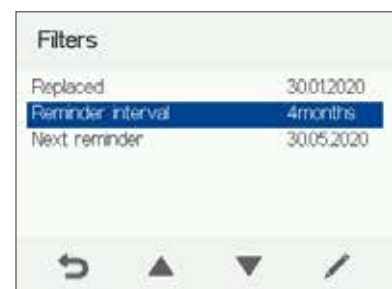 Filters
Replaced 30.01.2020
Reminder interval 4months
Next reminder 30.05.2020